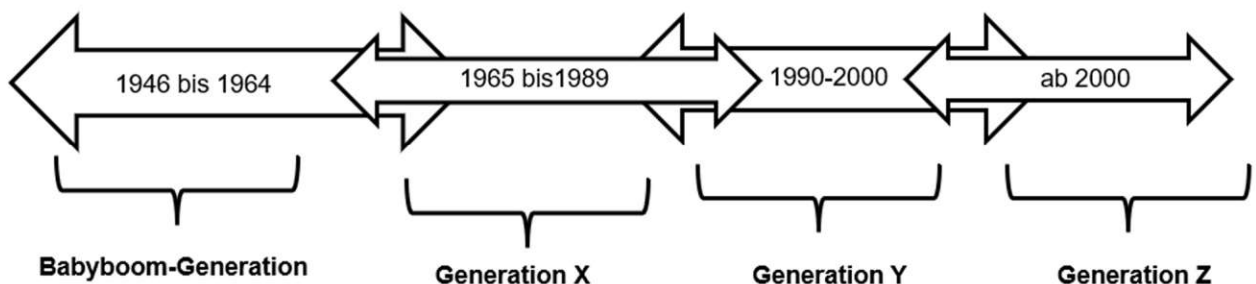 1946 bis 1964
1965 bis1989
1990-2000
ab 2000
Babyboom-Generation
Generation X
Generation Y
Generation Z